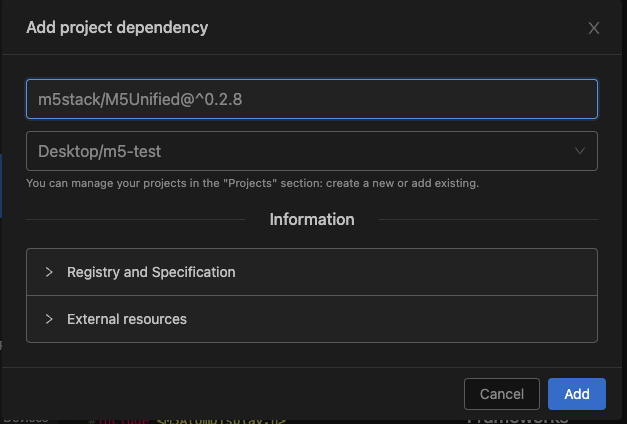 Add project dependency
m5stack/M5Unified@^0.2.8
Desktop/m5-test
You can manage your projects in the "Projects" section: create a new or add existing.
Information
Registry and Specification
External resources
Cancel
Add